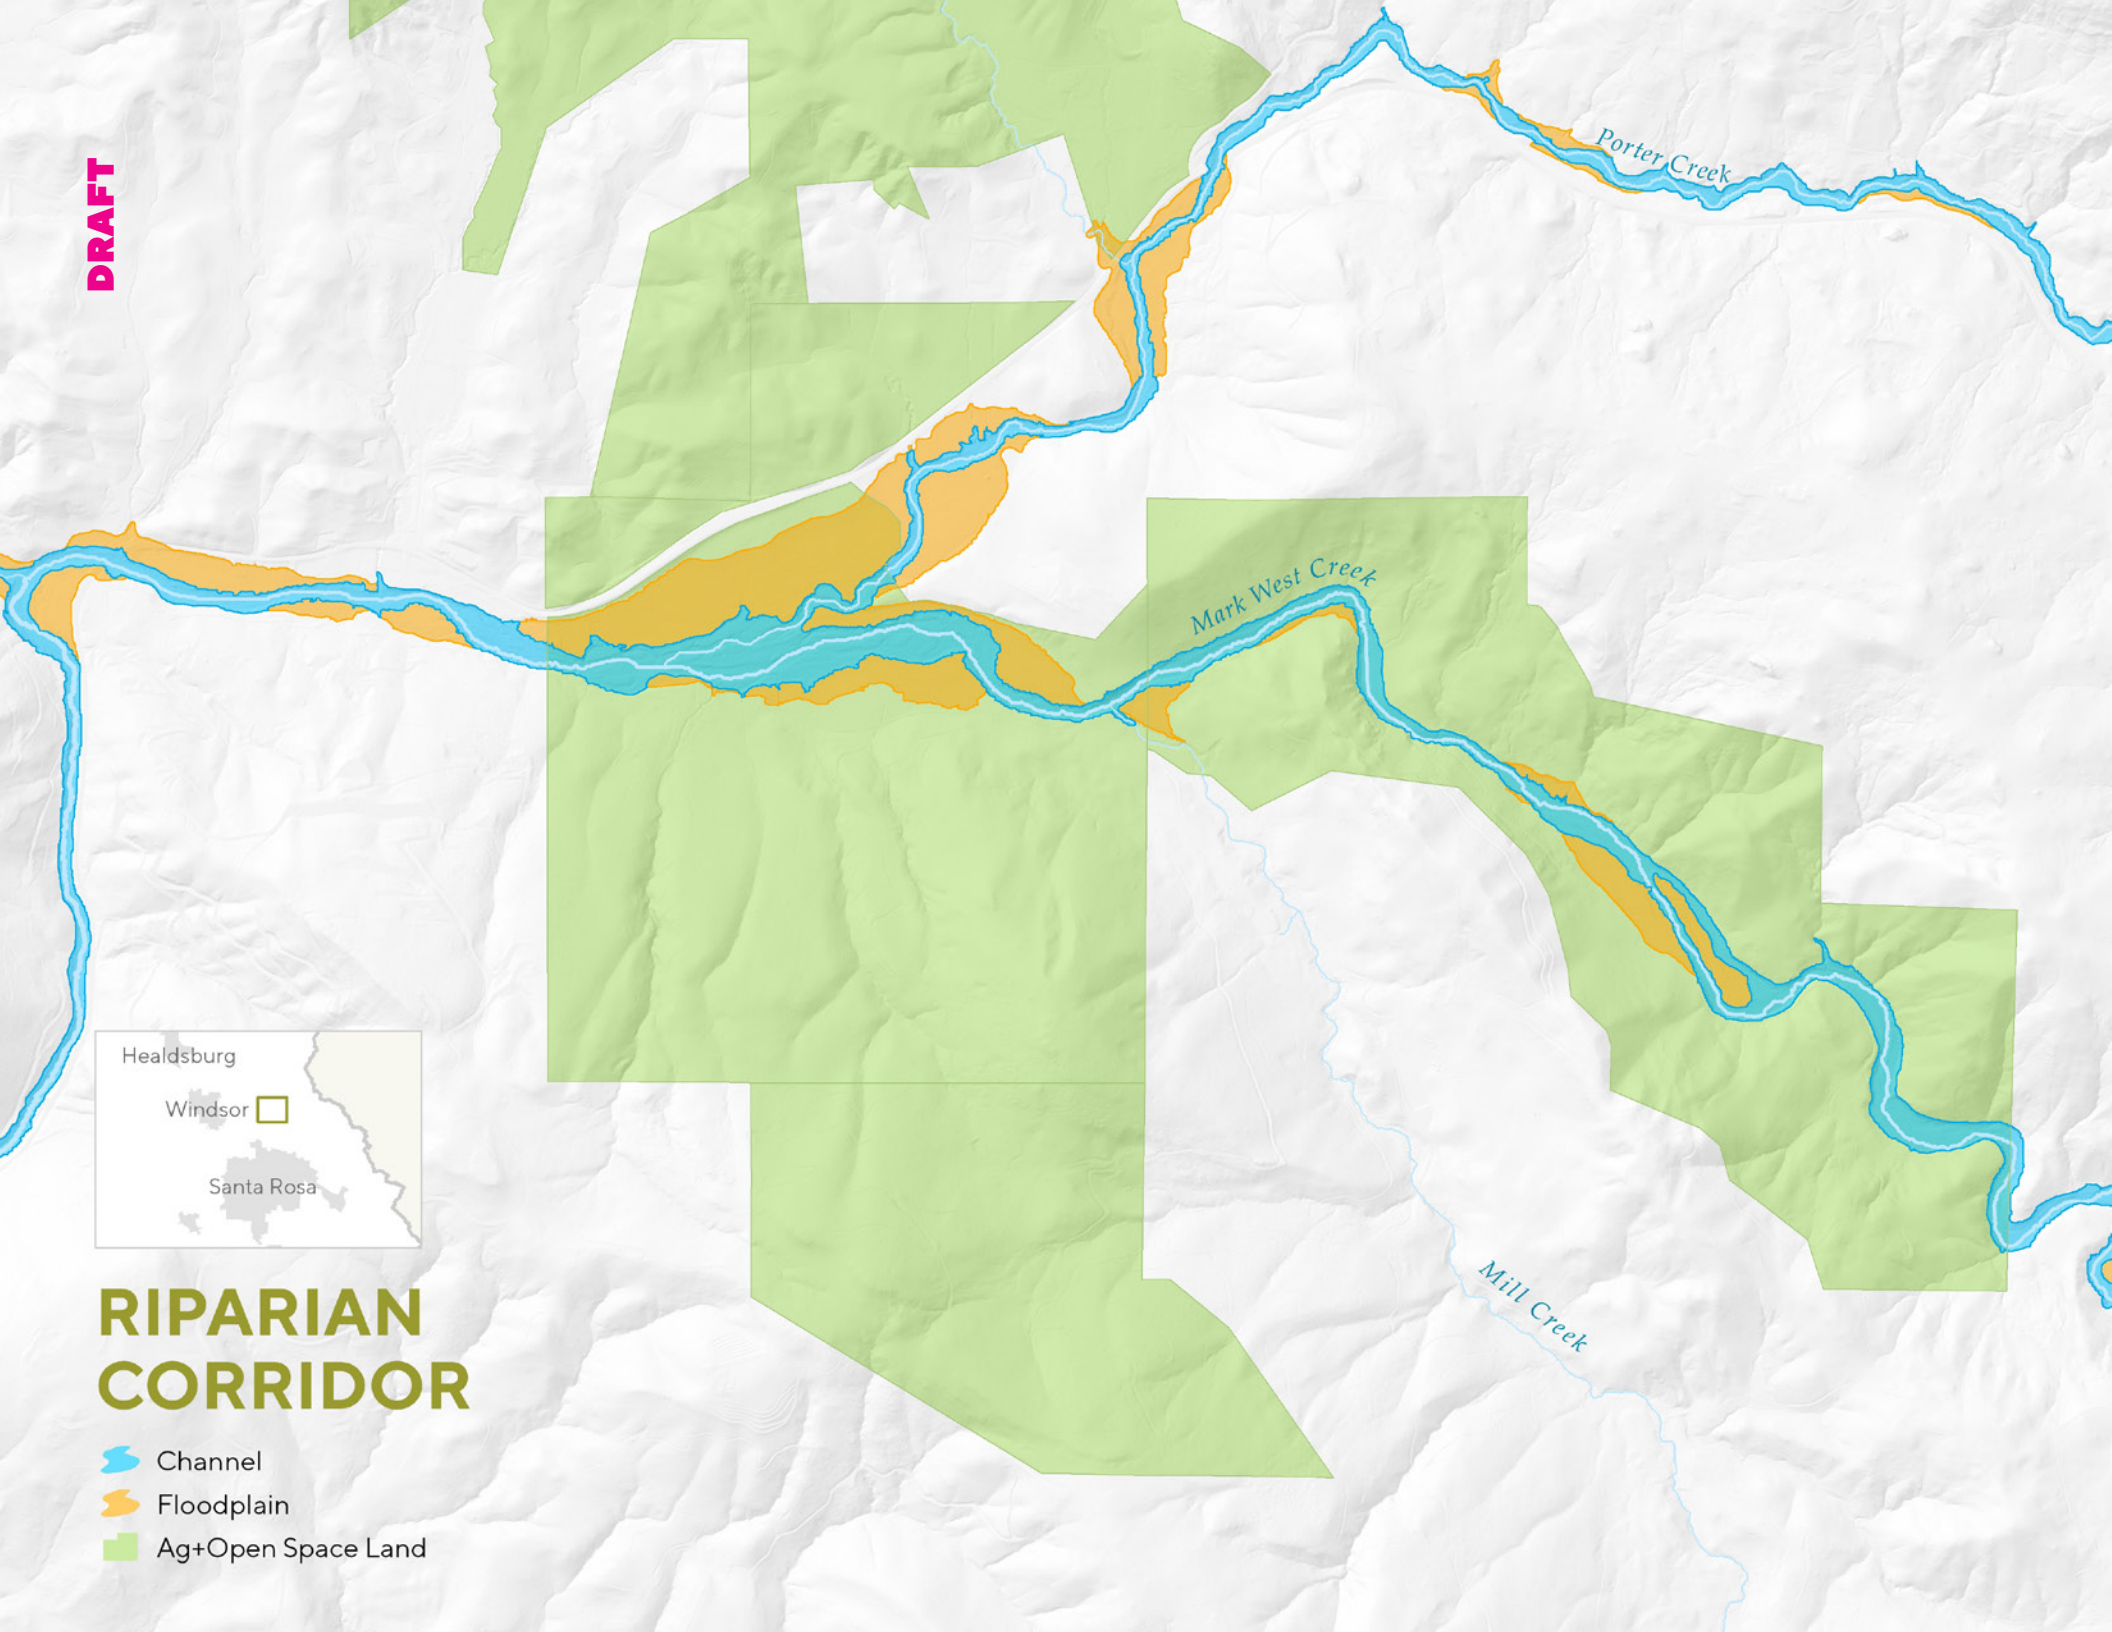 DRAFT
Porter Creek
Mark West Creek
Mill Creek
Healdsburg
Windsor
Santa Rosa
RIPARIAN
CORRIDOR
Channel
Floodplain
Ag+Open Space Land